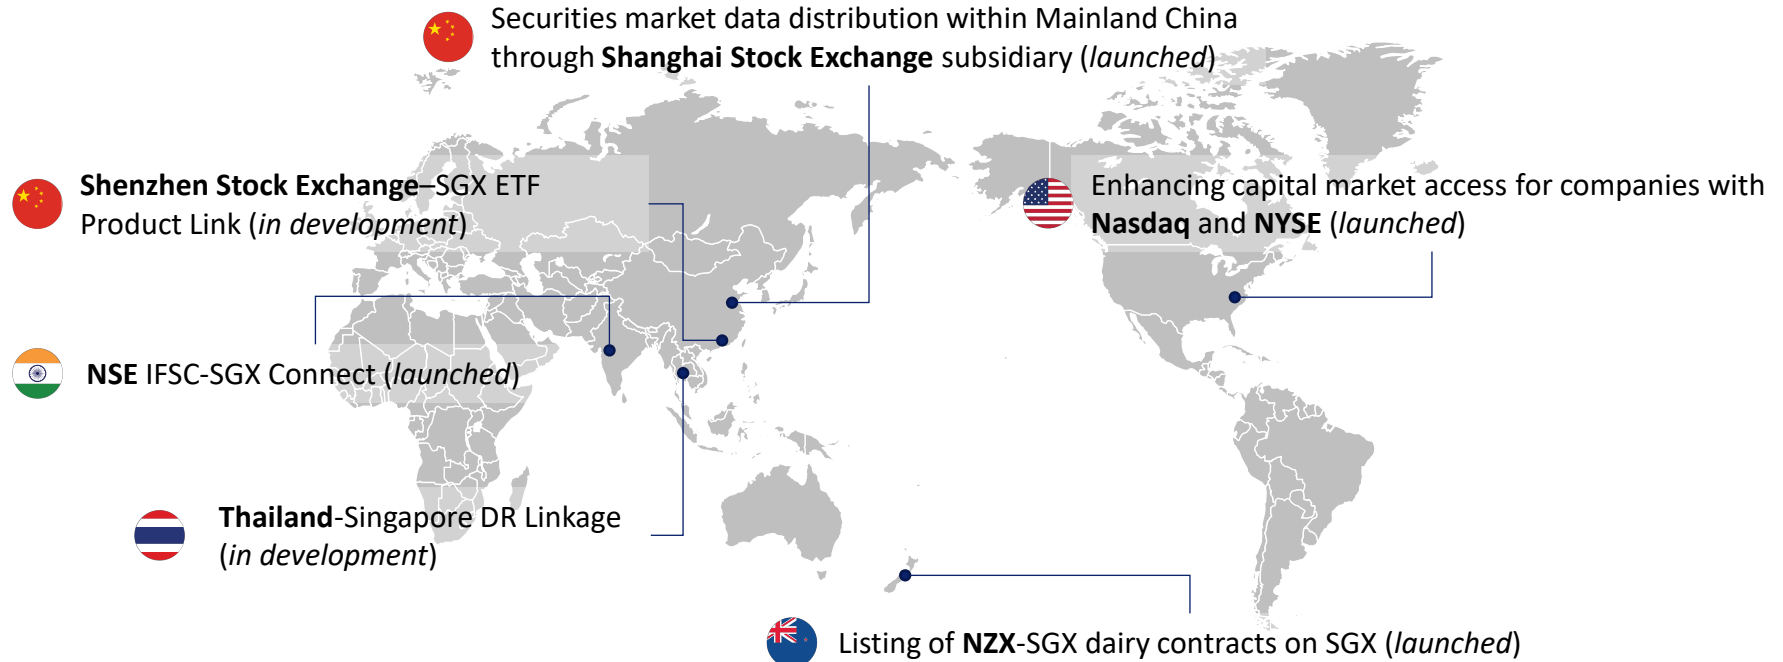 Securities market data distribution within Mainland China
through Shanghai Stock Exchange subsidiary (launched)
Shenzhen Stock Exchange–SGX ETF
Product Link (in development)
Enhancing capital market access for companies with
Nasdaq and NYSE (launched)
NSE IFSC-SGX Connect (launched)
Thailand-Singapore DR Linkage
(in development)
Listing of NZX-SGX dairy contracts on SGX (launched)